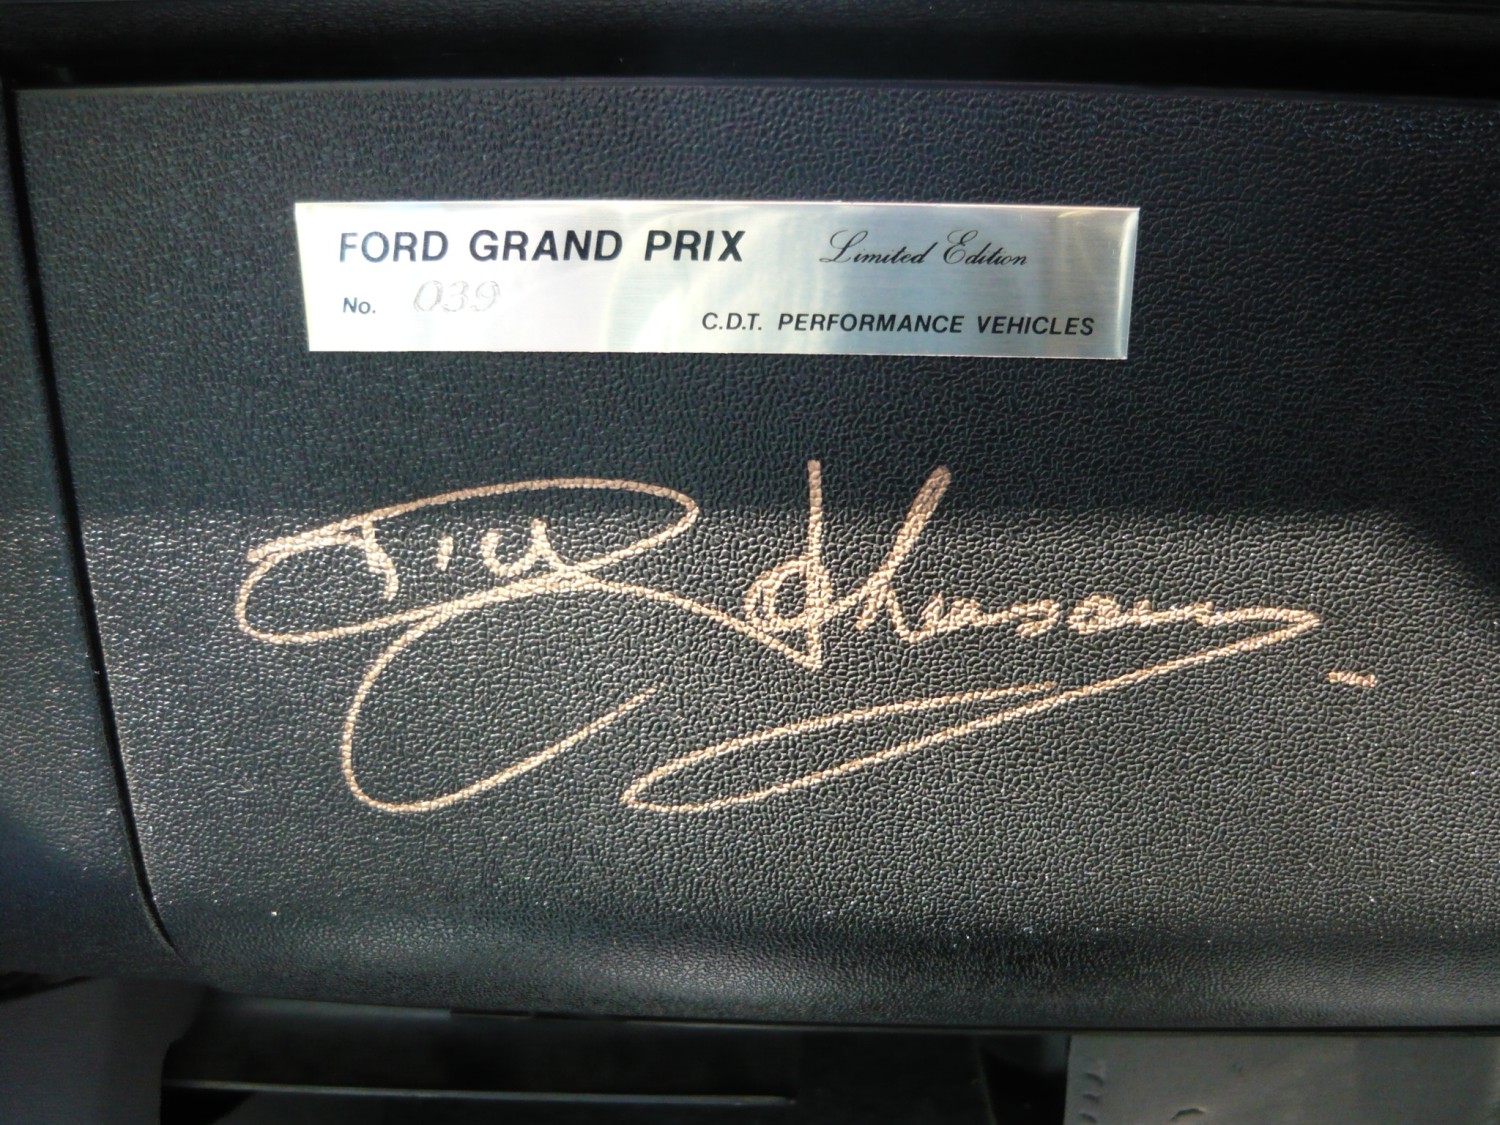 FORD GRAND PRIX Limited Edition
No. 039
C.D.T. PERFORMANCE VEHICLES